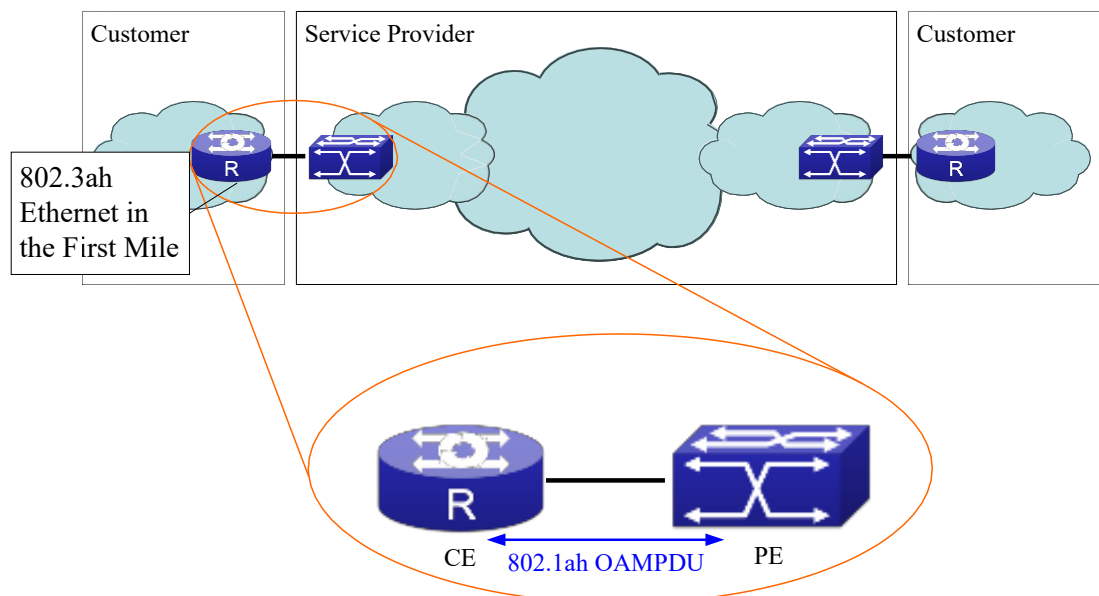 Customer
Service Provider
Customer
R
R
802.3ah
Ethernet in
the First Mile
R
CE
802.1ah OAMPDU
PE